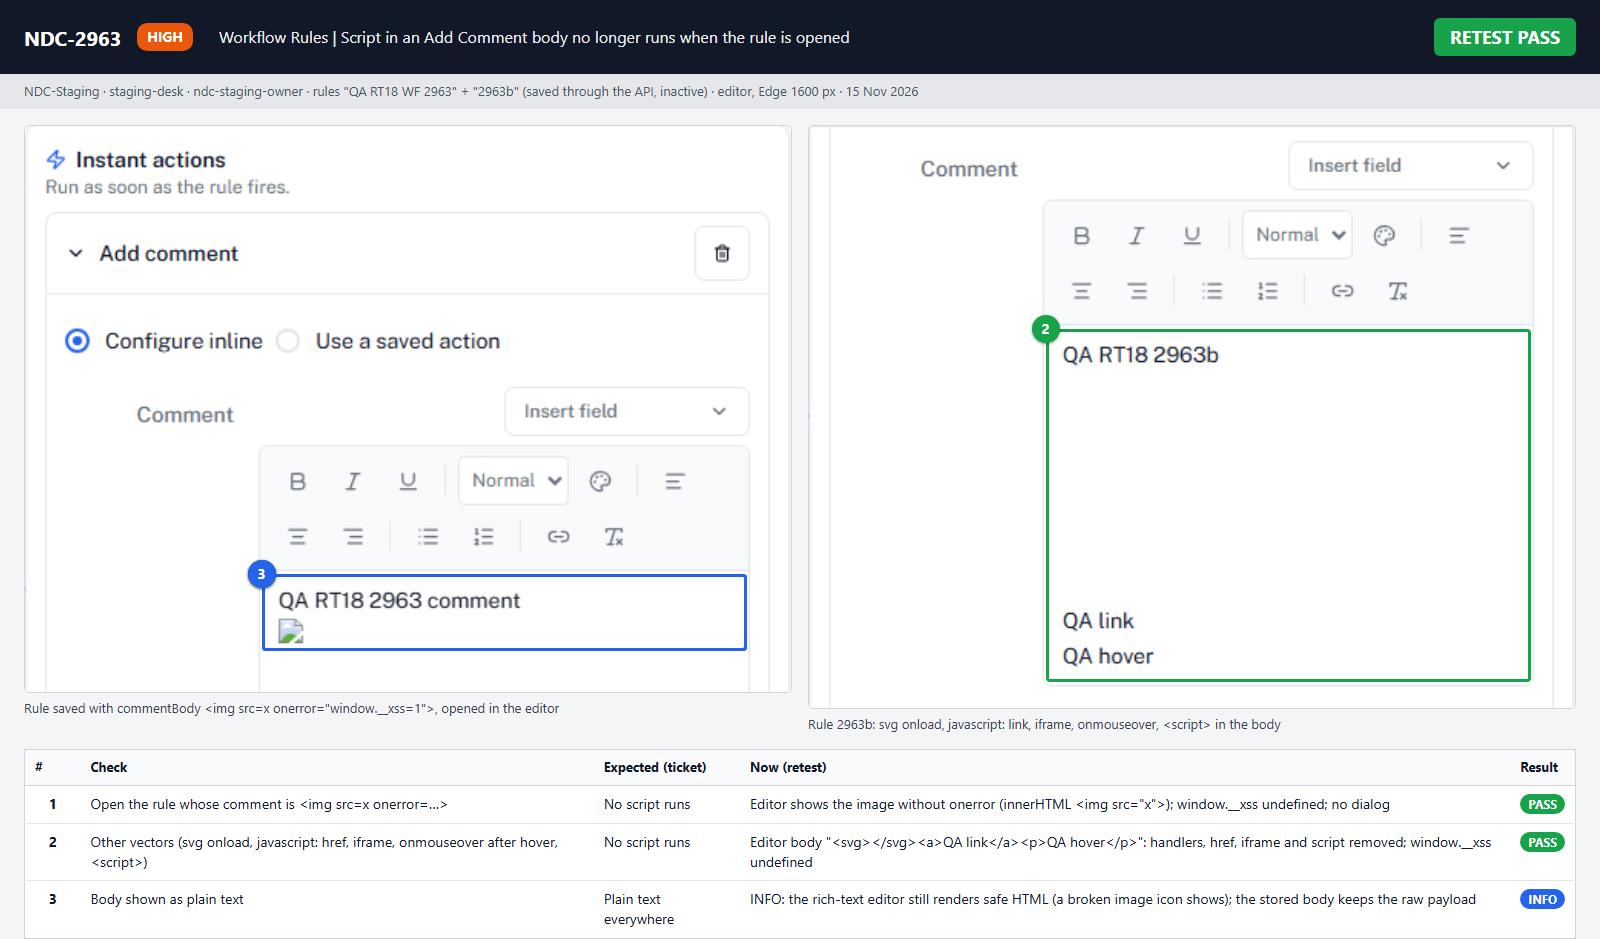 NDC-2963 HIGH Workflow Rules | Script in an Add Comment body no longer runs when the rule is opened RETEST PASS
NDC-Staging · staging-desk · ndc-staging-owner · rules "QA RT18 WF 2963" + "2963b" (saved through the API, inactive) · editor, Edge 1600 px · 15 Nov 2026
Instant actions
Run as soon as the rule fires.
Add comment
Configure inline Use a saved action
Comment Insert field
B I U Normal
3
QA RT18 2963 comment
Rule saved with commentBody <img src=x onerror="window.__xss=1">, opened in the editor
Comment Insert field
B I U Normal
2
QA RT18 2963b
QA link
QA hover
Rule 2963b: svg onload, javascript: link, iframe, onmouseover, <script> in the body
# Check Expected (ticket) Now (retest) Result
1 Open the rule whose comment is <img src=x onerror=...> No script runs Editor shows the image without onerror (innerHTML <img src="x">); window.__xss undefined; no dialog PASS
2 Other vectors (svg onload, javascript: href, iframe, onmouseover after hover, No script runs Editor body "<svg></svg><a>QA link</a><p>QA hover</p>": handlers, href, iframe and script removed; window.__xss PASS
<script>) undefined
3 Body shown as plain text Plain text INFO: the rich-text editor still renders safe HTML (a broken image icon shows); the stored body keeps the raw payload INFO
everywhere